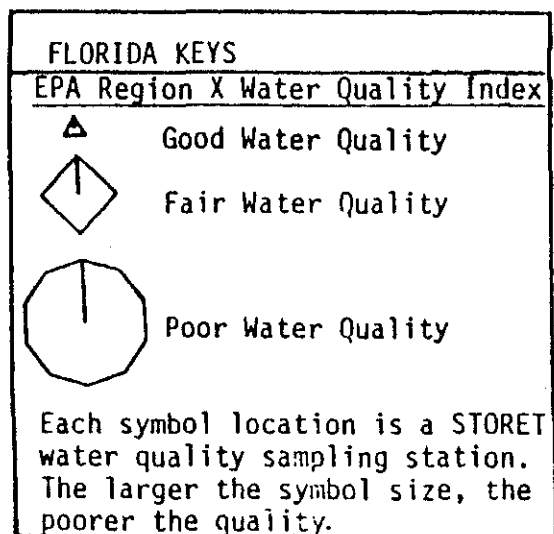 FLORIDA KEYS
EPA Region X Water Quality Index
Good Water Quality
Fair Water Quality
Poor Water Quality
Each symbol location is a STORET
water quality sampling station.
The larger the symbol size, the
poorer the quality.